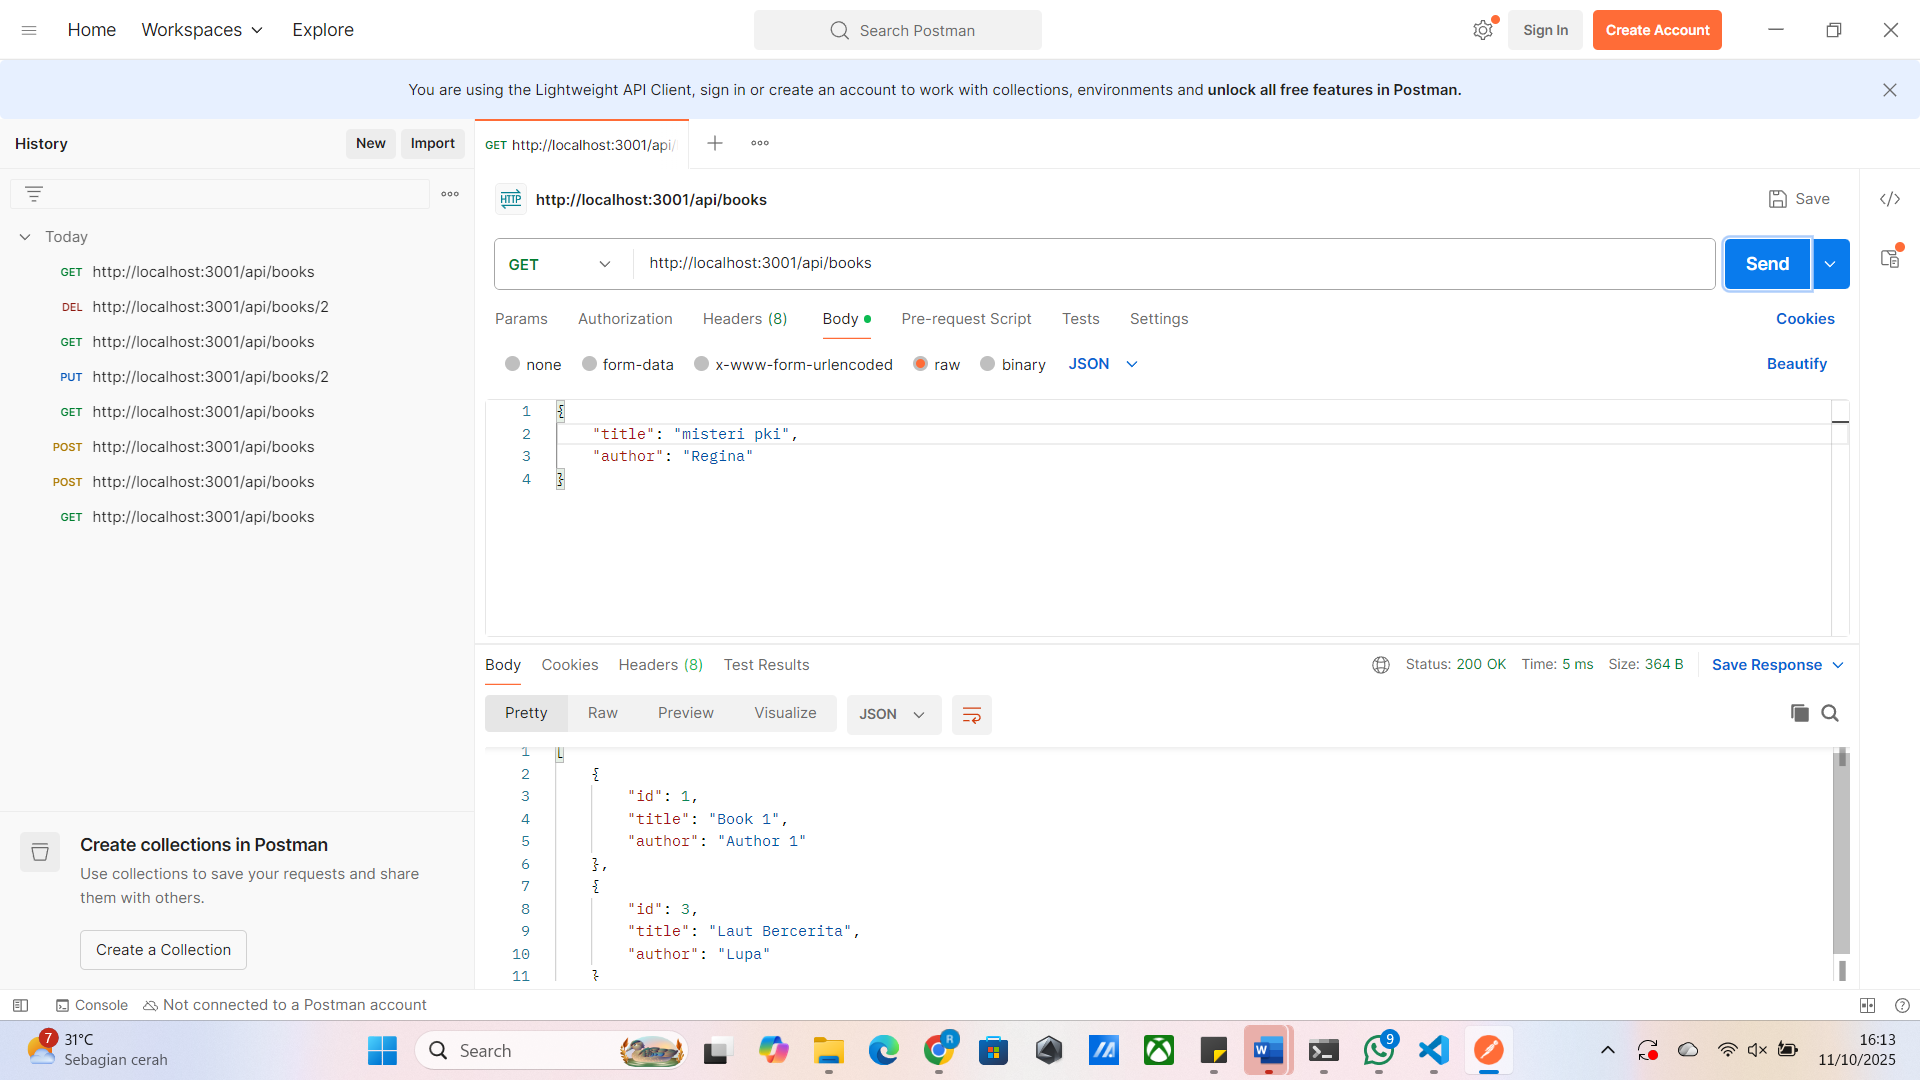 Home Workspaces Explore
Search Postman
Sign In Create Account
You are using the Lightweight API Client, sign in or create an account to work with collections, environments and unlock all free features in Postman.
History New Import
GET http://localhost:3001/api/
Today
GET http://localhost:3001/api/books
DEL http://localhost:3001/api/books/2
GET http://localhost:3001/api/books
PUT http://localhost:3001/api/books/2
GET http://localhost:3001/api/books
POST http://localhost:3001/api/books
POST http://localhost:3001/api/books
GET http://localhost:3001/api/books
Create collections in Postman
Use collections to save your requests and share
them with others.
Create a Collection
HTTP http://localhost:3001/api/books Save
GET http://localhost:3001/api/books Send
Params Authorization Headers (8) Body Pre-request Script Tests Settings Cookies
none form-data x-www-form-urlencoded raw binary JSON Beautify
1 {
2 "title": "misteri pki",
3 "author": "Regina"
4 }
Body Cookies Headers (8) Test Results Status: 200 OK Time: 5 ms Size: 364 B Save Response
Pretty Raw Preview Visualize JSON
1 [
2 {
3 "id": 1,
4 "title": "Book 1",
5 "author": "Author 1"
6 },
7 {
8 "id": 3,
9 "title": "Laut Bercerita",
10 "author": "Lupa"
11 }
Console Not connected to a Postman account
7 31°C
Sebagian cerah
Search
R
W
9
16:13
11/10/2025